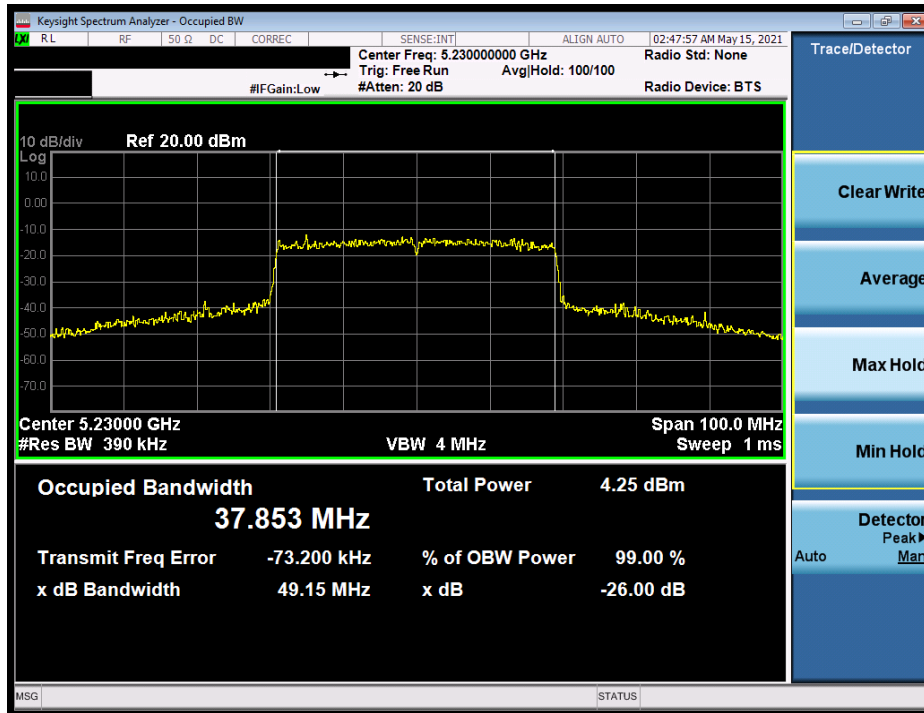 Keysight Spectrum Analyzer - Occupied BW
LXI RL RF 50 Ω DC CORREC SENSE:INT ALIGN AUTO 02:47:57 AM May 15, 2021
Center Freq: 5.230000000 GHz Radio Std: None
Trig: Free Run Avg|Hold: 100/100
#IFGain:Low #Atten: 20 dB Radio Device: BTS
10 dB/div Ref 20.00 dBm
Log
10.0
0.00
-10.0
-20.0
-30.0
-40.0
-50.0
-60.0
-70.0
Center 5.23000 GHz Span 100.0 MHz
#Res BW 390 kHz VBW 4 MHz Sweep 1 ms
Occupied Bandwidth Total Power 4.25 dBm
37.853 MHz
Transmit Freq Error -73.200 kHz % of OBW Power 99.00 %
x dB Bandwidth 49.15 MHz x dB -26.00 dB
MSG STATUS
Trace/Detector
Clear Write
Average
Max Hold
Min Hold
Detector
Peak▶
Auto Man